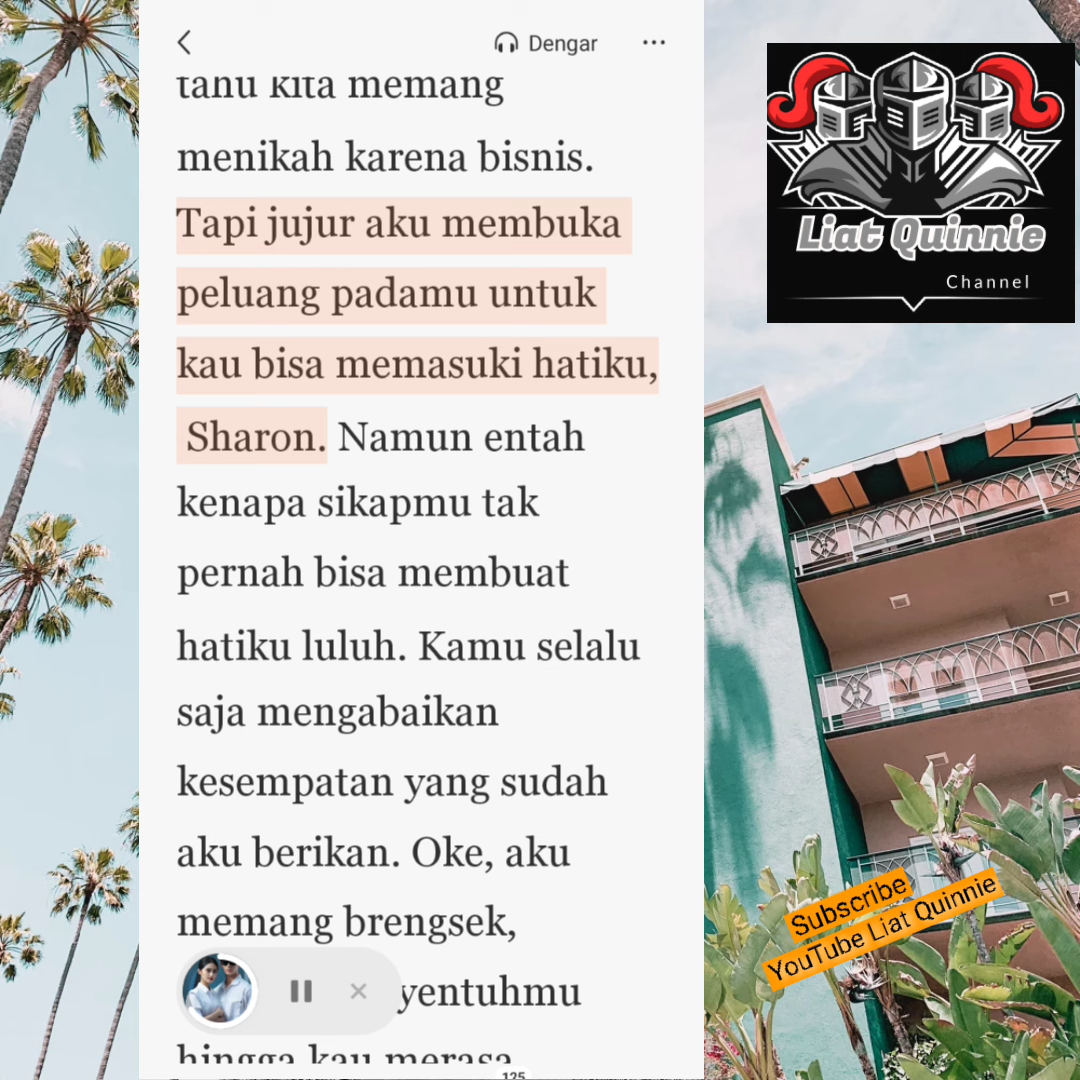 Dengar
tahu kita memang
menikah karena bisnis.
Tapi jujur aku membuka
peluang padamu untuk
kau bisa memasuki hatiku,
Sharon. Namun entah
kenapa sikapmu tak
pernah bisa membuat
hatiku luluh. Kamu selalu
saja mengabaikan
kesempatan yang sudah
aku berikan. Oke, aku
memang brengsek,
yentuhmu
hingga kau merasa
125
Liat Quinnie
Channel
Subscribe
YouTube Liat Quinnie